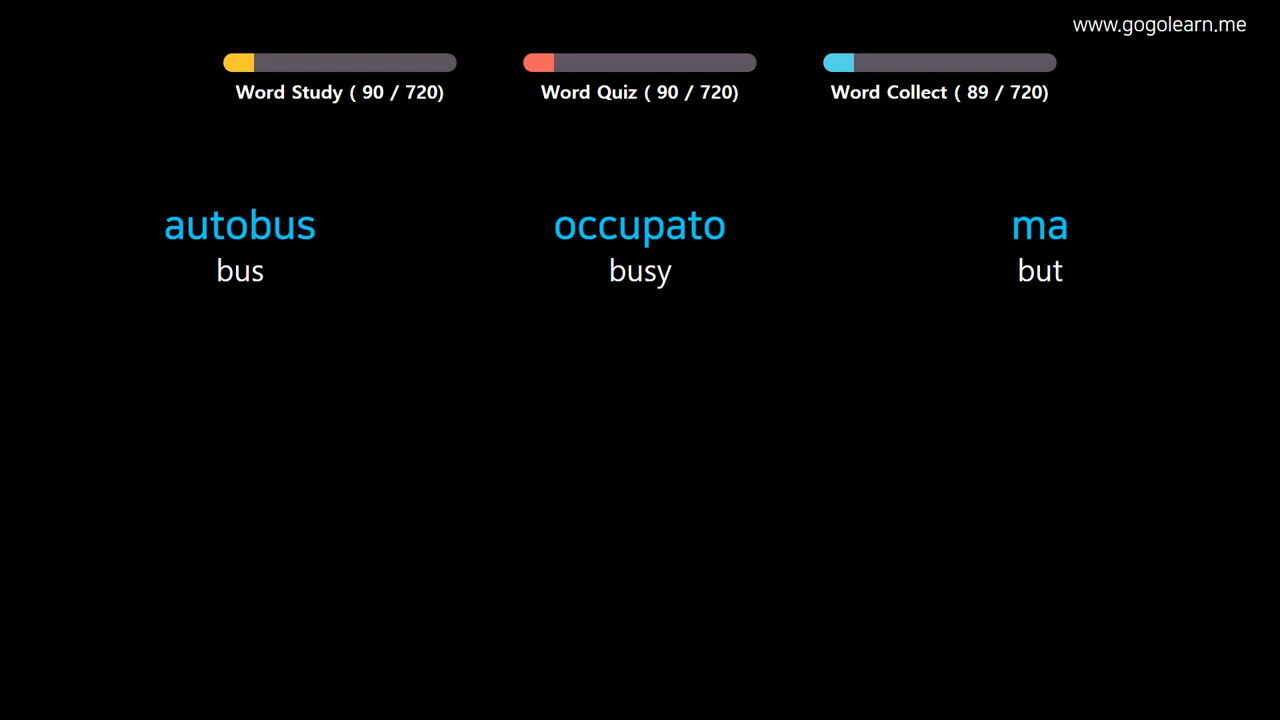 www.gogolearn.me
Word Study ( 90 / 720)
Word Quiz ( 90 / 720)
Word Collect ( 89 / 720)
autobus
bus
occupato
busy
ma
but